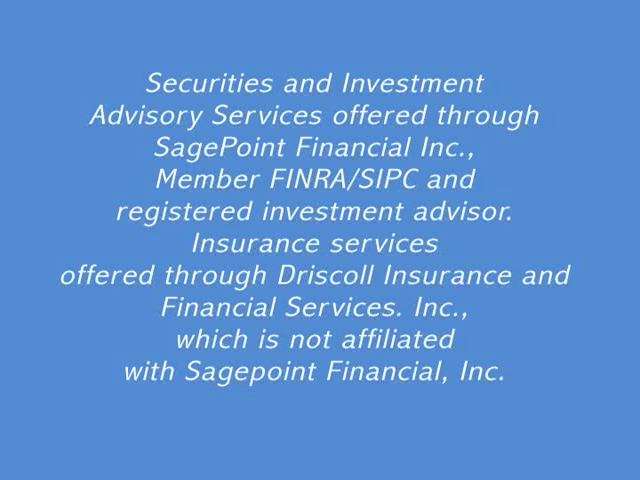 Securities and Investment
Advisory Services offered through
SagePoint Financial Inc.,
Member FINRA/SIPC and
registered investment advisor.
Insurance services
offered through Driscoll Insurance and
Financial Services. Inc.,
which is not affiliated
with Sagepoint Financial, Inc.